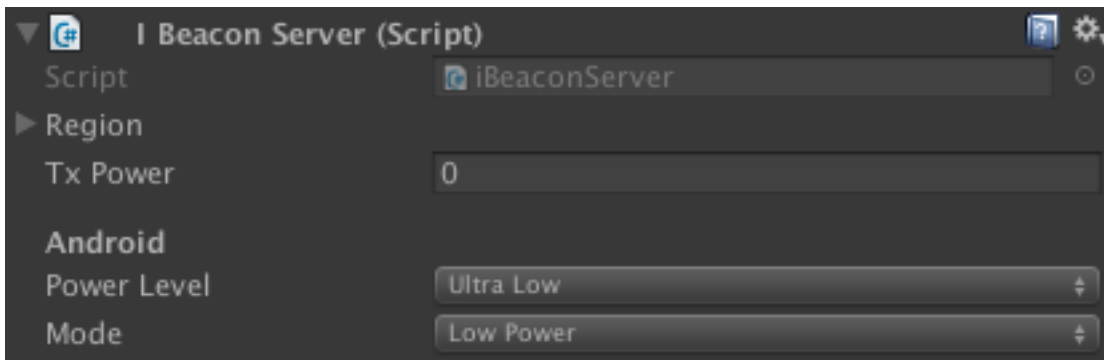 I Beacon Server (Script)
Script iBeaconServer
Region
Tx Power 0
Android
Power Level Ultra Low
Mode Low Power